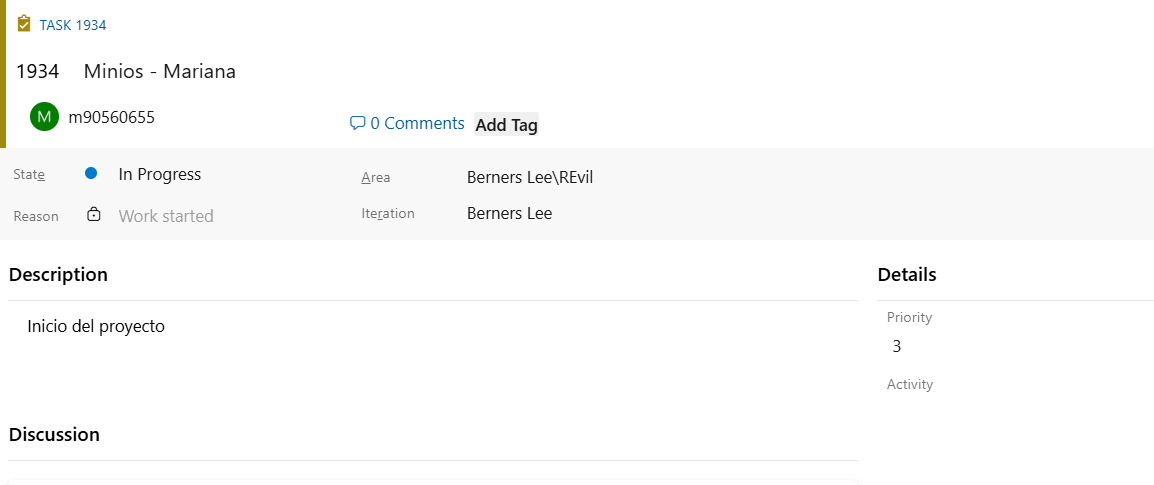 TASK 1934
1934 Minios - Mariana
M m90560655
0 Comments Add Tag
State In Progress
Area Berners Lee\REvil
Reason Work started
Iteration Berners Lee
Description
Inicio del proyecto
Details
Priority
3
Activity
Discussion